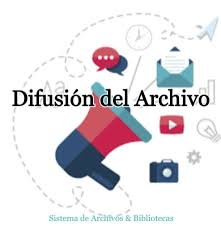 Difusión del Archivo
Sistema de Archivos & Bibliotecas